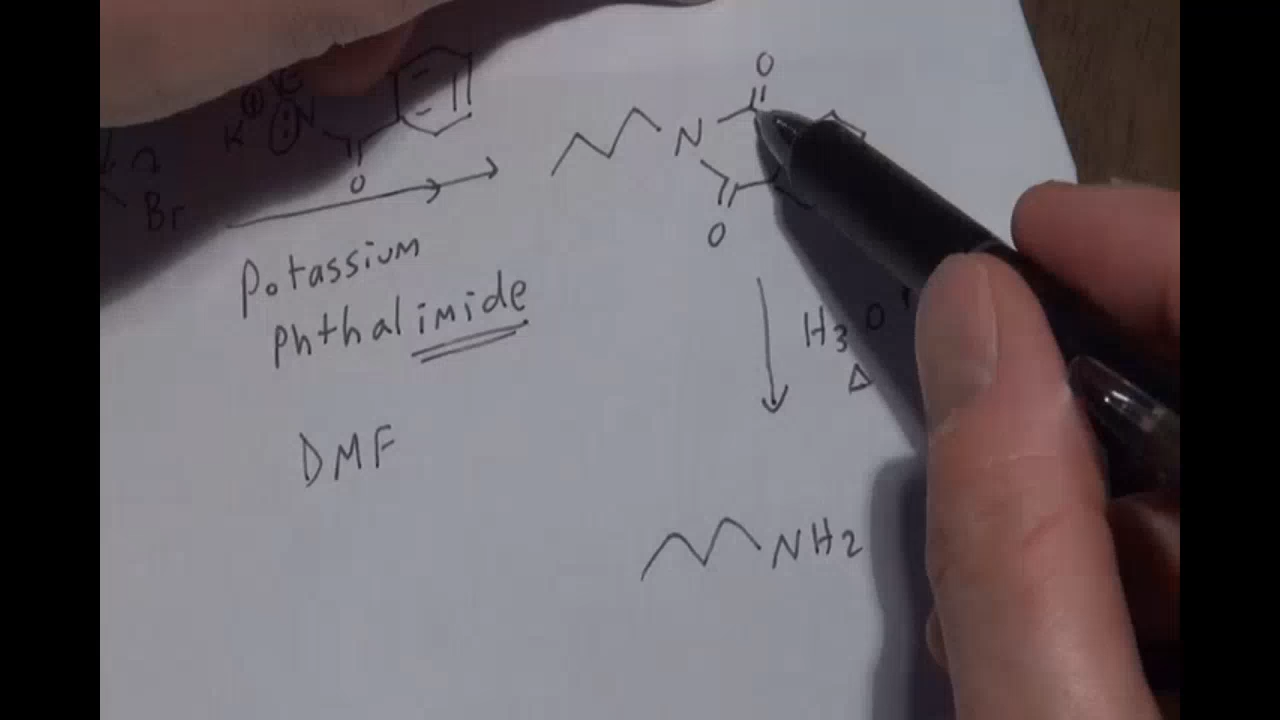 O
K⊕ N
O
Br
Potassium
phthalimide
DMF
N
O
O
H3O
Δ
NH2